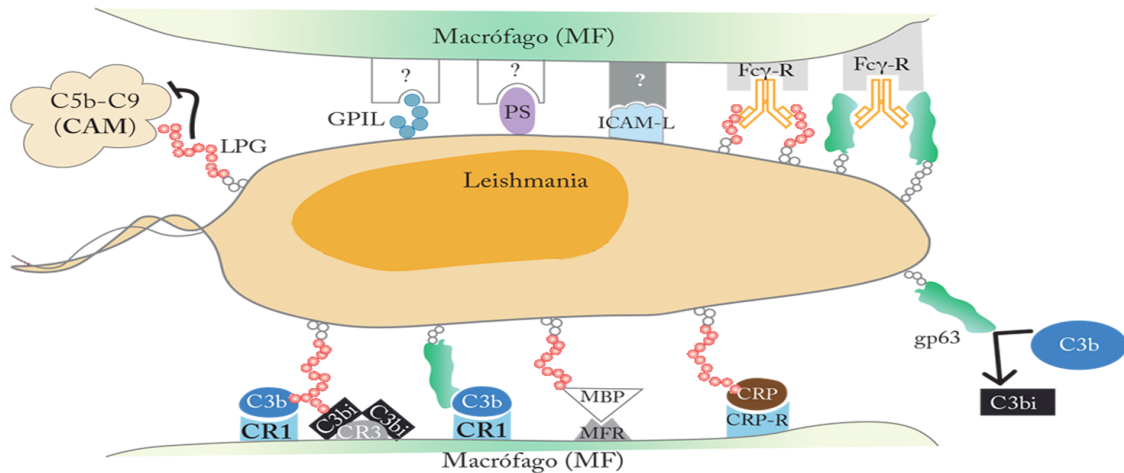 Macrófago (MF)
?
?
?
Fcγ-R
Fcγ-R
C5b-C9
(CAM)
LPG
GPIL
PS
ICAM-L
Leishmania
gp63
C3b
C3bi
C3b
CR1
C3bi
C3bi
CR3
C3b
CR1
MBP
MFR
CRP
CRP-R
Macrófago (MF)